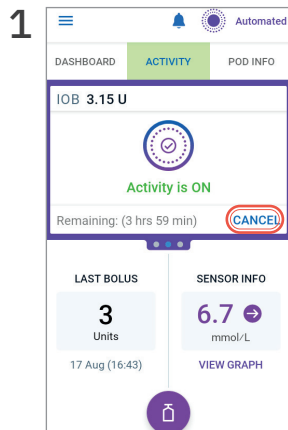 1
Automated
DASHBOARD ACTIVITY POD INFO
IOB 3.15 U
Activity is ON
Remaining: (3 hrs 59 min) CANCEL
LAST BOLUS SENSOR INFO
3 6.7
Units mmol/L
17 Aug (16:43) VIEW GRAPH